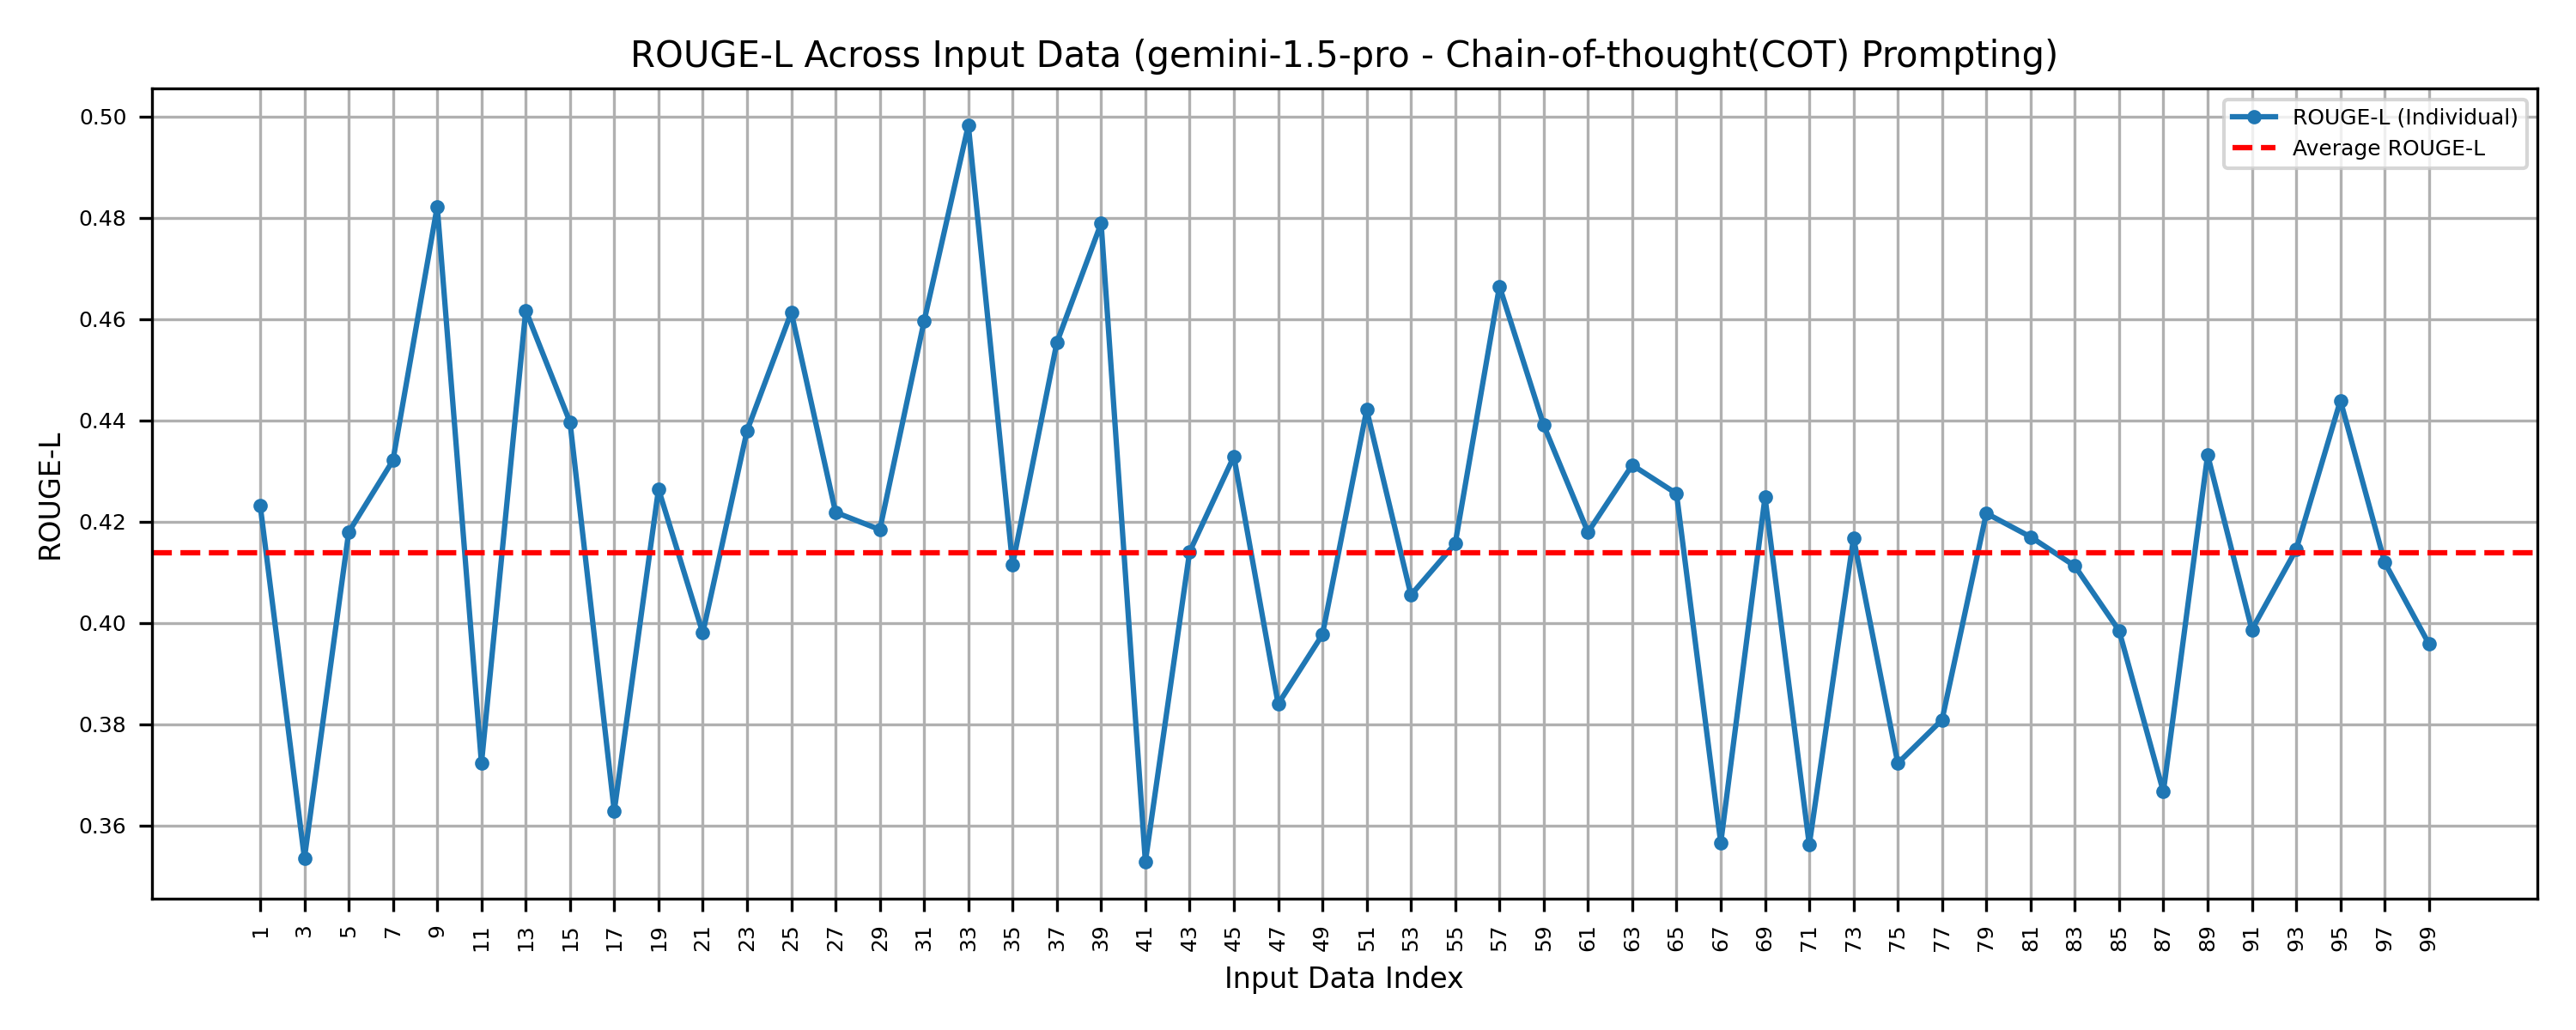 ROUGE-L Across Input Data (gemini-1.5-pro - Chain-of-thought(COT) Prompting)
ROUGE-L (Individual)
Average ROUGE-L
ROUGE-L
0.50
0.48
0.46
0.44
0.42
0.40
0.38
0.36
1 3 5 7 9 11 13 15 17 19 21 23 25 27 29 31 33 35 37 39 41 43 45 47 49 51 53 55 57 59 61 63 65 67 69 71 73 75 77 79 81 83 85 87 89 91 93 95 97 99
Input Data Index